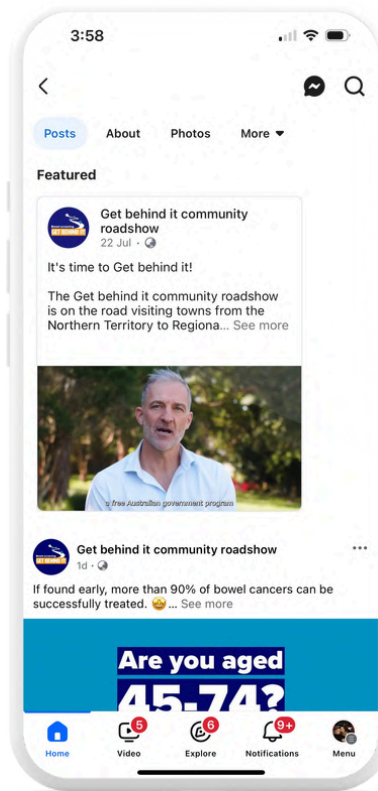 3:58
Posts About Photos More
Featured
Get behind it community
roadshow
22 Jul
It's time to Get behind it!
The Get behind it community roadshow
is on the road visiting towns from the
Northern Territory to Regiona... See more
a free Australian government program
Get behind it community roadshow
1d
If found early, more than 90% of bowel cancers can be
successfully treated. 🤩... See more
Are you aged
45-74?
5 6 9+
Home Video Explore Notifications Menu